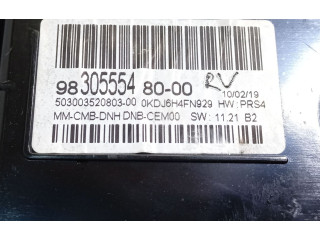 98 305554 80-00 RV
503003520803-00 0KDJ6H4FN929 10/02/19 HW: PRS4
MM-CMB-DNH DNB-CEM00 SW: 11.21 B2